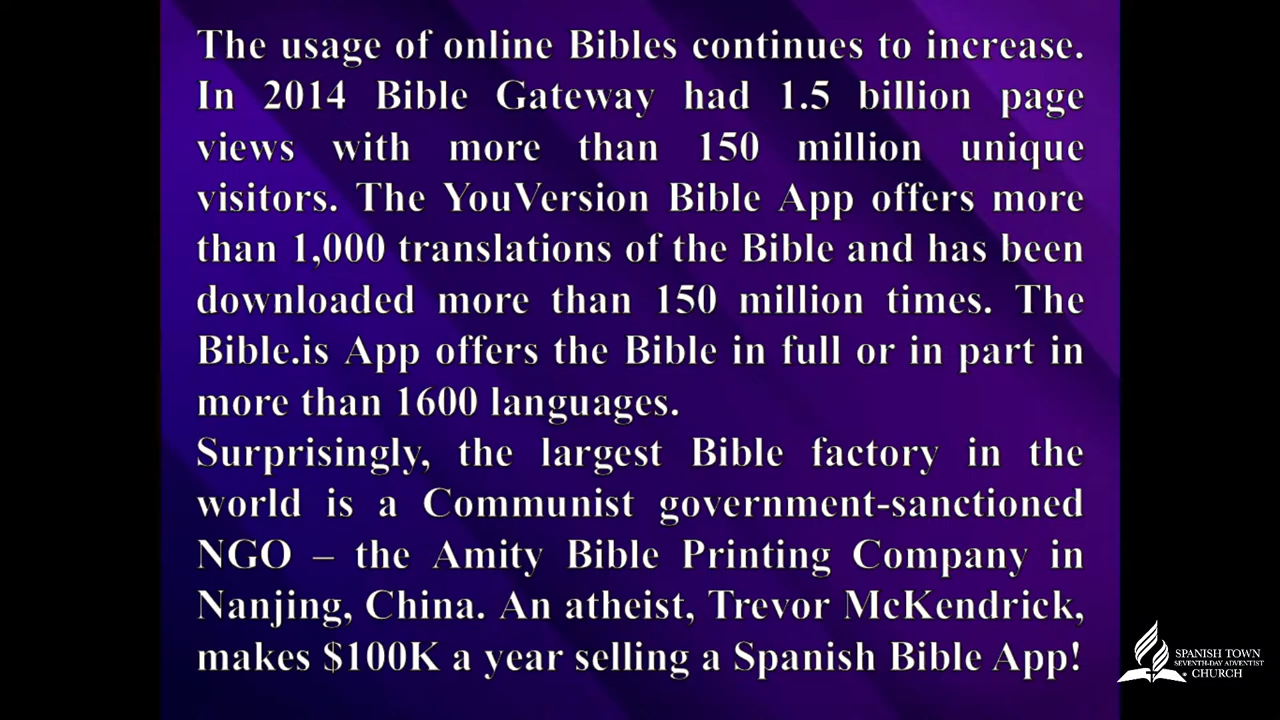 The usage of online Bibles continues to increase.
In 2014 Bible Gateway had 1.5 billion page
views with more than 150 million unique
visitors. The YouVersion Bible App offers more
than 1,000 translations of the Bible and has been
downloaded more than 150 million times. The
Bible.is App offers the Bible in full or in part in
more than 1600 languages.
Surprisingly, the largest Bible factory in the
world is a Communist government-sanctioned
NGO – the Amity Bible Printing Company in
Nanjing, China. An atheist, Trevor McKendrick,
makes $100K a year selling a Spanish Bible App!
SPANISH TOWN
SEVENTH-DAY ADVENTIST
CHURCH